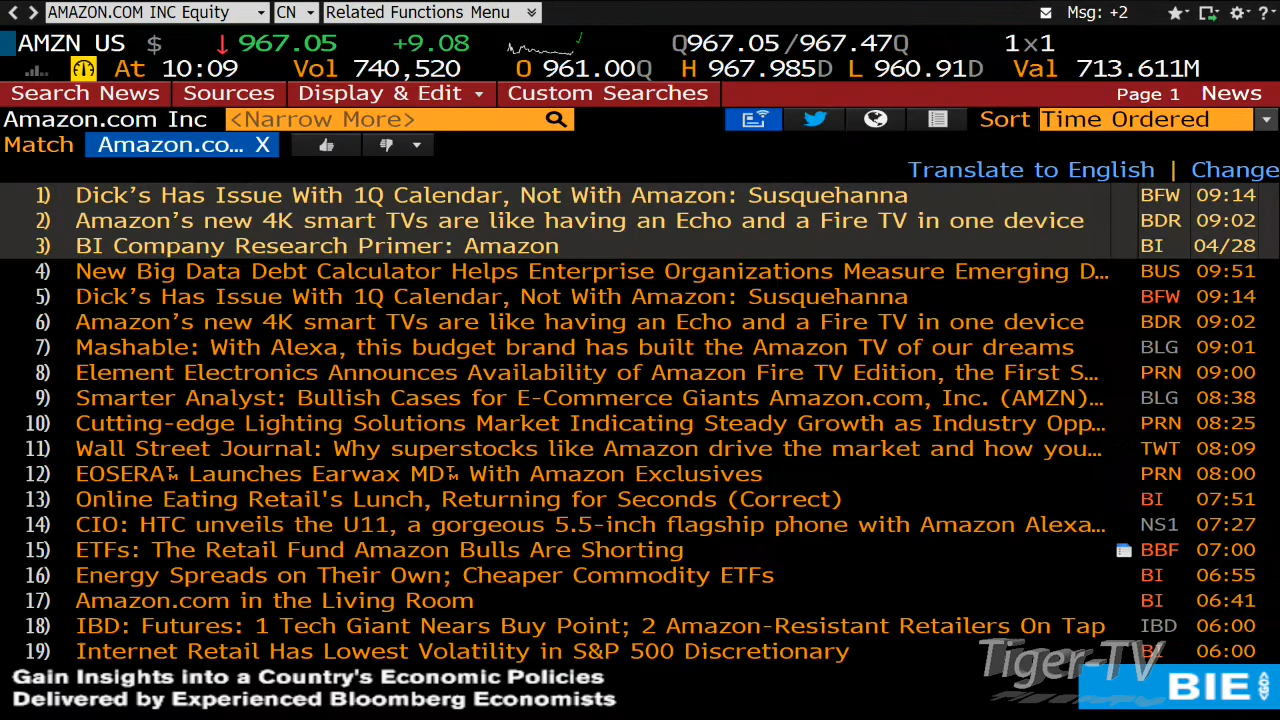 AMAZON.COM INC Equity CN Related Functions Menu Msg: +2 ?
AMZN US $ ↓ 967.05 +9.08 Q967.05/967.47Q 1x1
At 10:09 Vol 740,520 O 961.00Q H 967.985D L 960.91D Val 713.611M
Search News Sources Display & Edit Custom Searches Page 1 News
Amazon.com Inc <Narrow More> Sort Time Ordered
Match Amazon.co... X
Translate to English | Change
1) Dick's Has Issue With 1Q Calendar, Not With Amazon: Susquehanna BFW 09:14
2) Amazon's new 4K smart TVs are like having an Echo and a Fire TV in one device BDR 09:02
3) BI Company Research Primer: Amazon BI 04/28
4) New Big Data Debt Calculator Helps Enterprise Organizations Measure Emerging D... BUS 09:51
5) Dick's Has Issue With 1Q Calendar, Not With Amazon: Susquehanna BFW 09:14
6) Amazon's new 4K smart TVs are like having an Echo and a Fire TV in one device BDR 09:02
7) Mashable: With Alexa, this budget brand has built the Amazon TV of our dreams BLG 09:01
8) Element Electronics Announces Availability of Amazon Fire TV Edition, the First S... PRN 09:00
9) Smarter Analyst: Bullish Cases for E-Commerce Giants Amazon.com, Inc. (AMZN)... BLG 08:38
10) Cutting-edge Lighting Solutions Market Indicating Steady Growth as Industry Opp... PRN 08:25
11) Wall Street Journal: Why superstocks like Amazon drive the market and how you... TWT 08:09
12) EOSERA™ Launches Earwax MD™ With Amazon Exclusives PRN 08:00
13) Online Eating Retail's Lunch, Returning for Seconds (Correct) BI 07:51
14) CIO: HTC unveils the U11, a gorgeous 5.5-inch flagship phone with Amazon Alexa... NS1 07:27
15) ETFs: The Retail Fund Amazon Bulls Are Shorting BBF 07:00
16) Energy Spreads on Their Own; Cheaper Commodity ETFs BI 06:55
17) Amazon.com in the Living Room BI 06:41
18) IBD: Futures: 1 Tech Giant Nears Buy Point; 2 Amazon-Resistant Retailers On Tap IBD 06:00
19) Internet Retail Has Lowest Volatility in S&P 500 Discretionary BI 06:00
Tiger-TV
Gain Insights into a Country's Economic Policies
Delivered by Experienced Bloomberg Economists
BIE